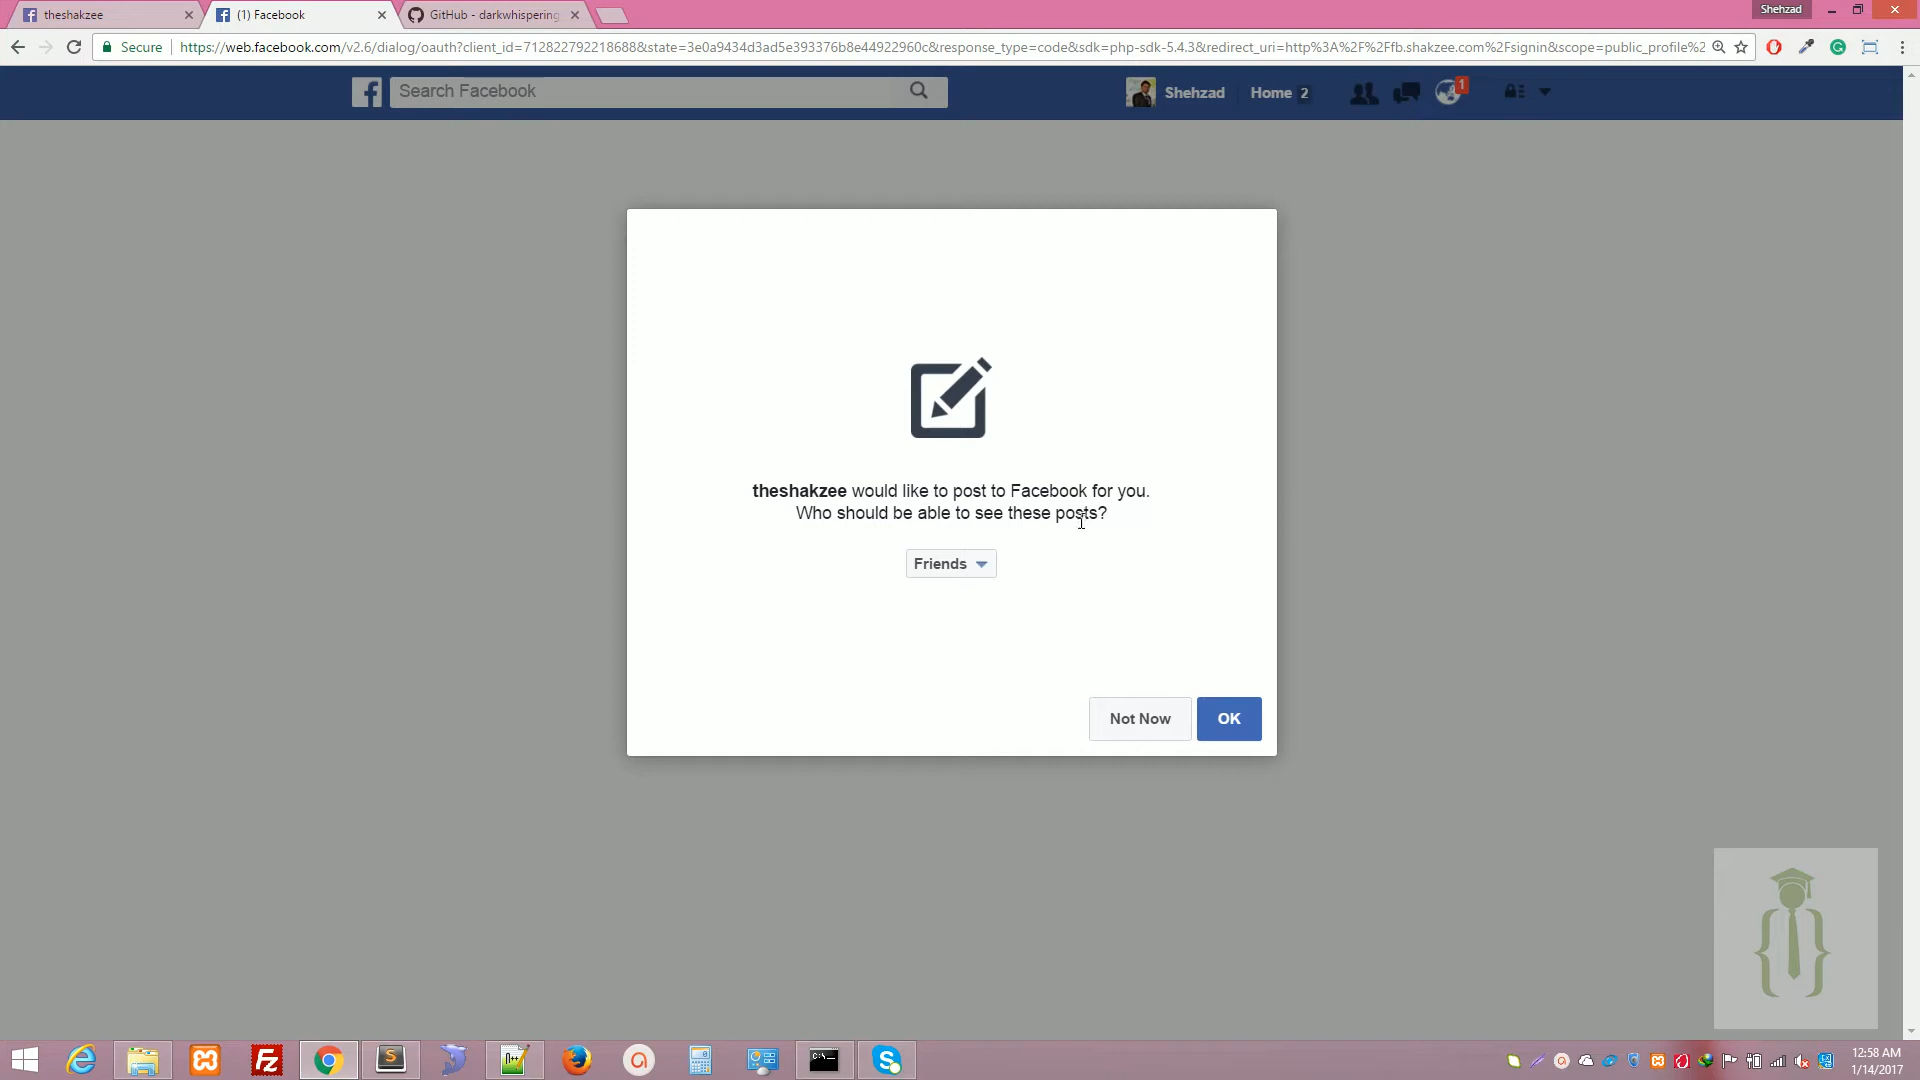 theshakzee
(1) Facebook
GitHub - darkwhispering
Shehzad
Secure
https://web.facebook.com/v2.6/dialog/oauth?client_id=712822792218688&state=3e0a9434d3ad5e393376b8e44922960c&response_type=code&sdk=php-sdk-5.4.3&redirect_uri=http%3A%2F%2Ffb.shakzee.com%2Fsignin&scope=public_profile%2
Search Facebook
Shehzad
Home 2
1
theshakzee would like to post to Facebook for you.
Who should be able to see these posts?
Friends
Not Now
OK
12:58 AM
1/14/2017